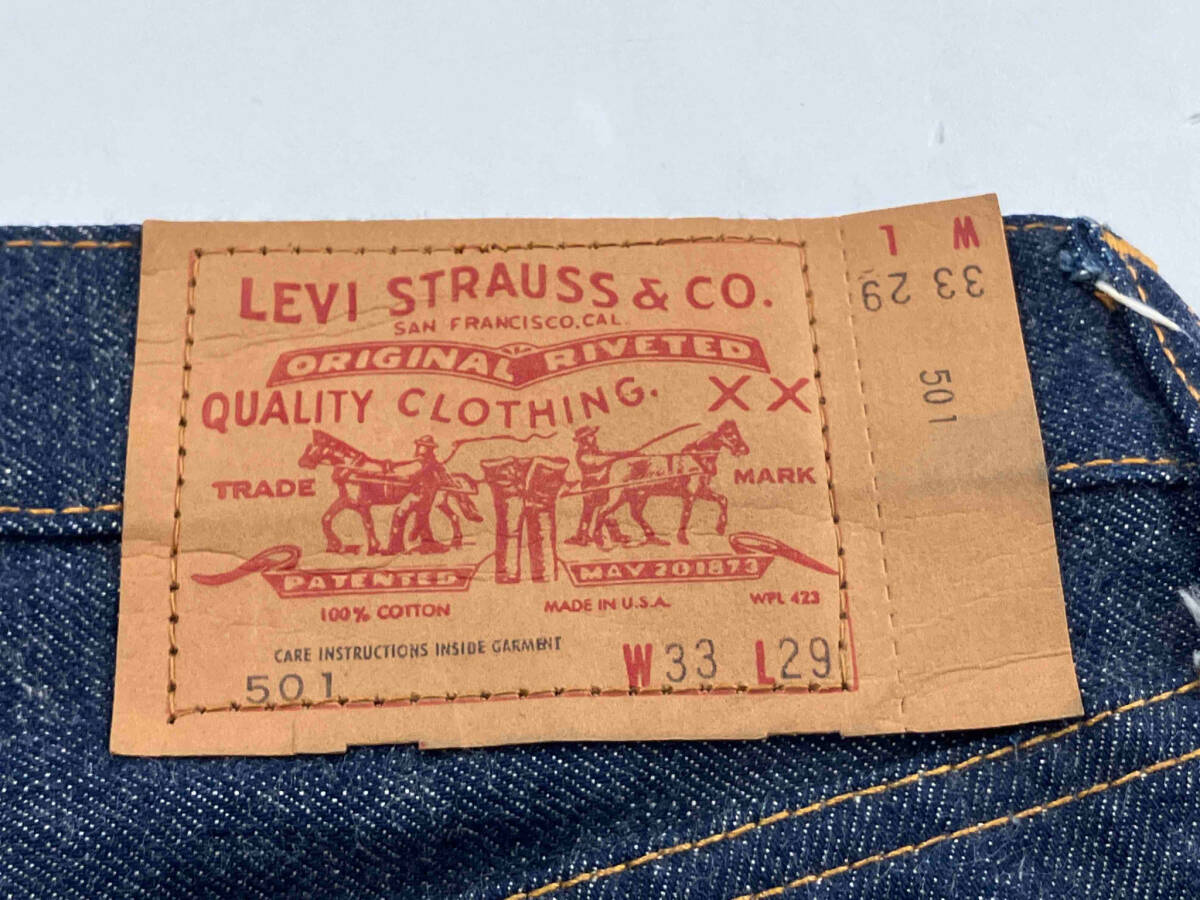 LEVI STRAUSS & CO.
SAN FRANCISCO, CAL.
ORIGINAL RIVETED
QUALITY CLOTHING. XX
TRADE MARK
PATENTED MAY 20 1873
100% COTTON MADE IN U.S.A. WPL 423
CARE INSTRUCTIONS INSIDE GARMENT
501 W33 L29
W L
33 29
501